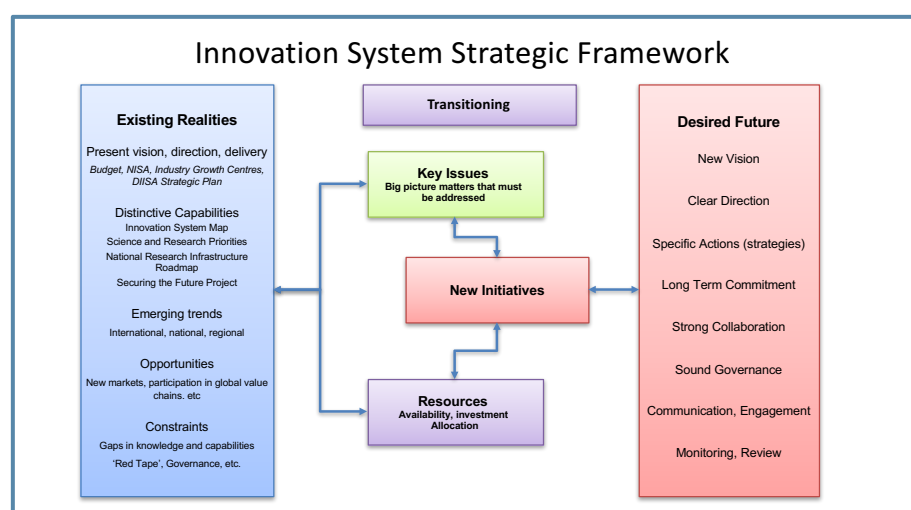 Innovation System Strategic Framework
Existing Realities
Present vision, direction, delivery
Budget, NISA, Industry Growth Centres,
DIISA Strategic Plan
Distinctive Capabilities
Innovation System Map
Science and Research Priorities
National Research Infrastructure
Roadmap
Securing the Future Project
Emerging trends
International, national, regional
Opportunities
New markets, participation in global value
chains. etc
Constraints
Gaps in knowledge and capabilities
‘Red Tape’, Governance, etc.
Transitioning
Key Issues
Big picture matters that must
be addressed
New Initiatives
Resources
Availability, investment
Allocation
Desired Future
New Vision
Clear Direction
Specific Actions (strategies)
Long Term Commitment
Strong Collaboration
Sound Governance
Communication, Engagement
Monitoring, Review